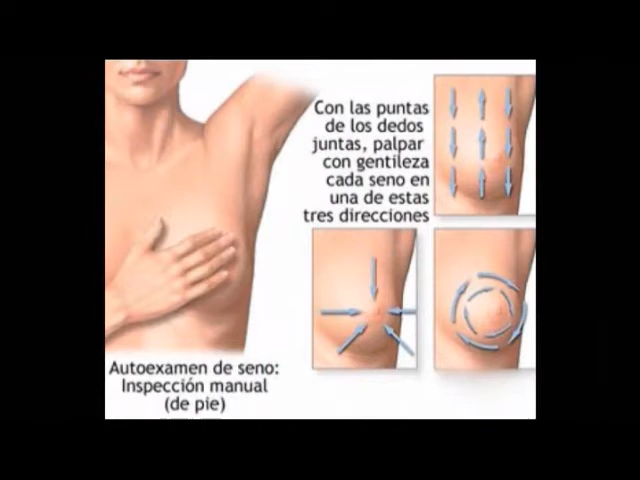 Con las puntas
de los dedos
juntas, palpar
con gentileza
cada seno en
una de estas
tres direcciones
Autoexamen de seno:
Inspección manual
(de pie)